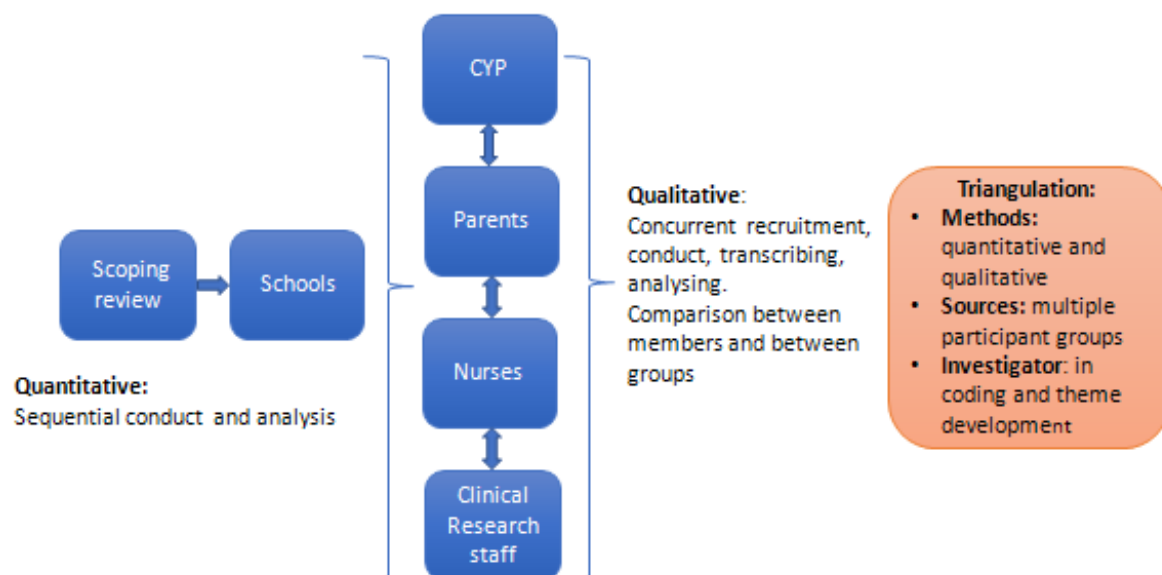 Scoping
review
Schools
Quantitative:
Sequential conduct and analysis
CYP
Parents
Nurses
Clinical
Research
staff
Qualitative:
Concurrent recruitment,
conduct, transcribing,
analysing.
Comparison between
members and between
groups
Triangulation:
• Methods:
quantitative and
qualitative
• Sources: multiple
participant groups
• Investigator: in
coding and theme
development